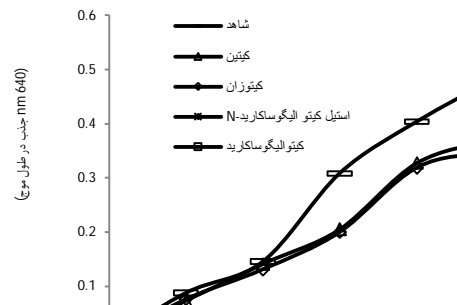 0.6
0.5
0.4
0.3
0.2
0.1
جذب در طول موج (640 nm)
شاهد
کیتین
کیتوزان
N-استیل کیتو الیگوساکارید
کیتوالیگوساکارید